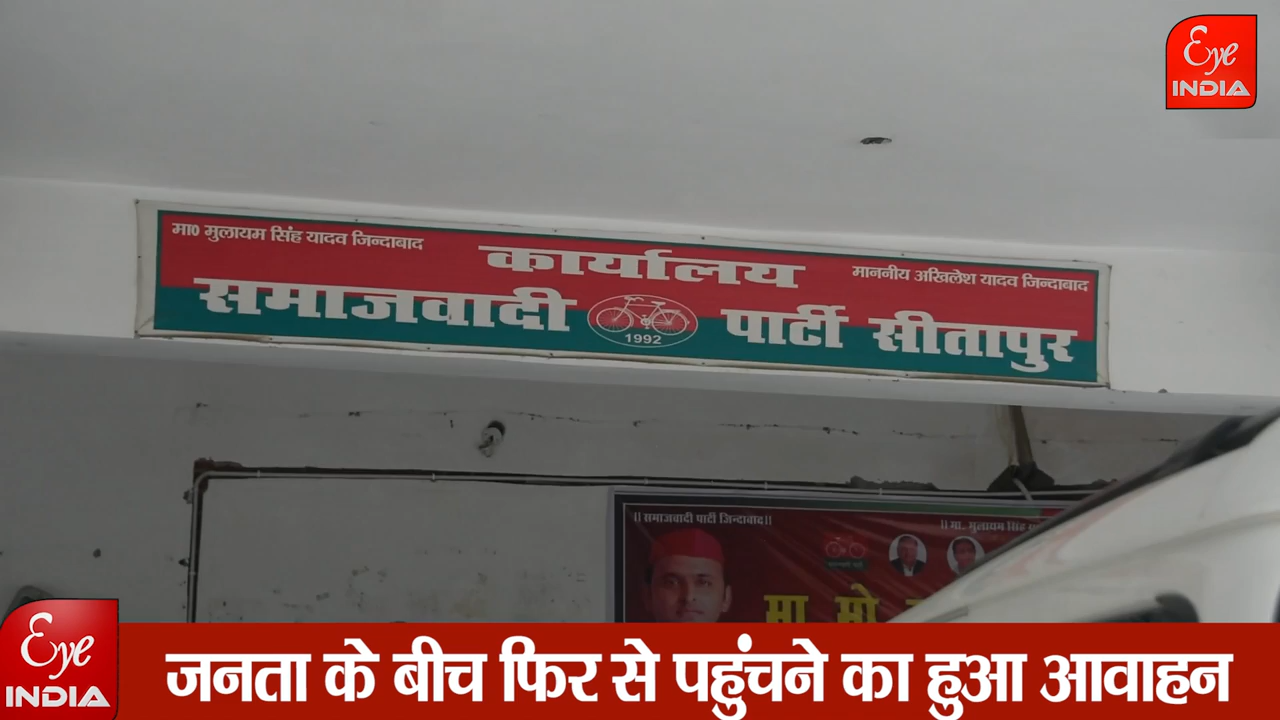 Eye
INDIA
मा0 मुलायम सिंह यादव जिन्दाबाद
कार्यालय
माननीय अखिलेश यादव जिन्दाबाद
समाजवादी
1992
पार्टी सीतापुर
।। समाजवादी पार्टी जिन्दावाद।।
।। मा. मुलायम सिंह
मा. मो.
Eye
INDIA
जनता के बीच फिर से पहुंचने का हुआ आवाहन